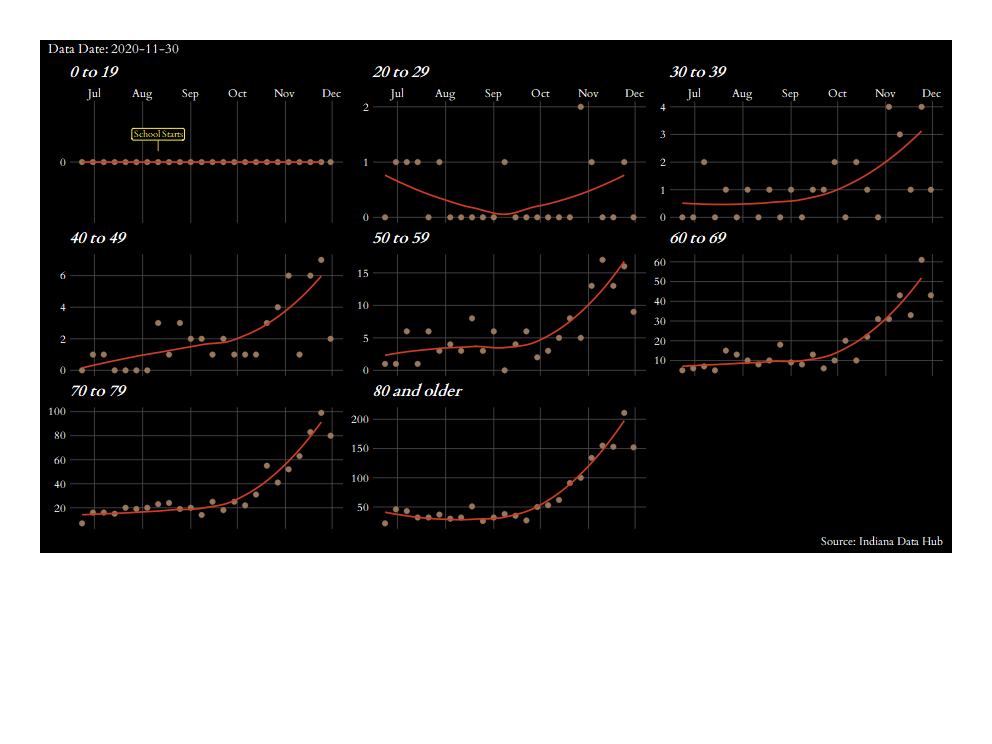 Data Date: 2020-11-30
0 to 19
20 to 29
30 to 39
Jul Aug Sep Oct Nov Dec
Jul Aug Sep Oct Nov Dec
Jul Aug Sep Oct Nov Dec
School Starts
0
2
1
0
4
3
2
1
0
40 to 49
50 to 59
60 to 69
6
4
2
0
15
10
5
0
60
50
40
30
20
10
70 to 79
80 and older
100
80
60
40
20
200
150
100
50
Source: Indiana Data Hub